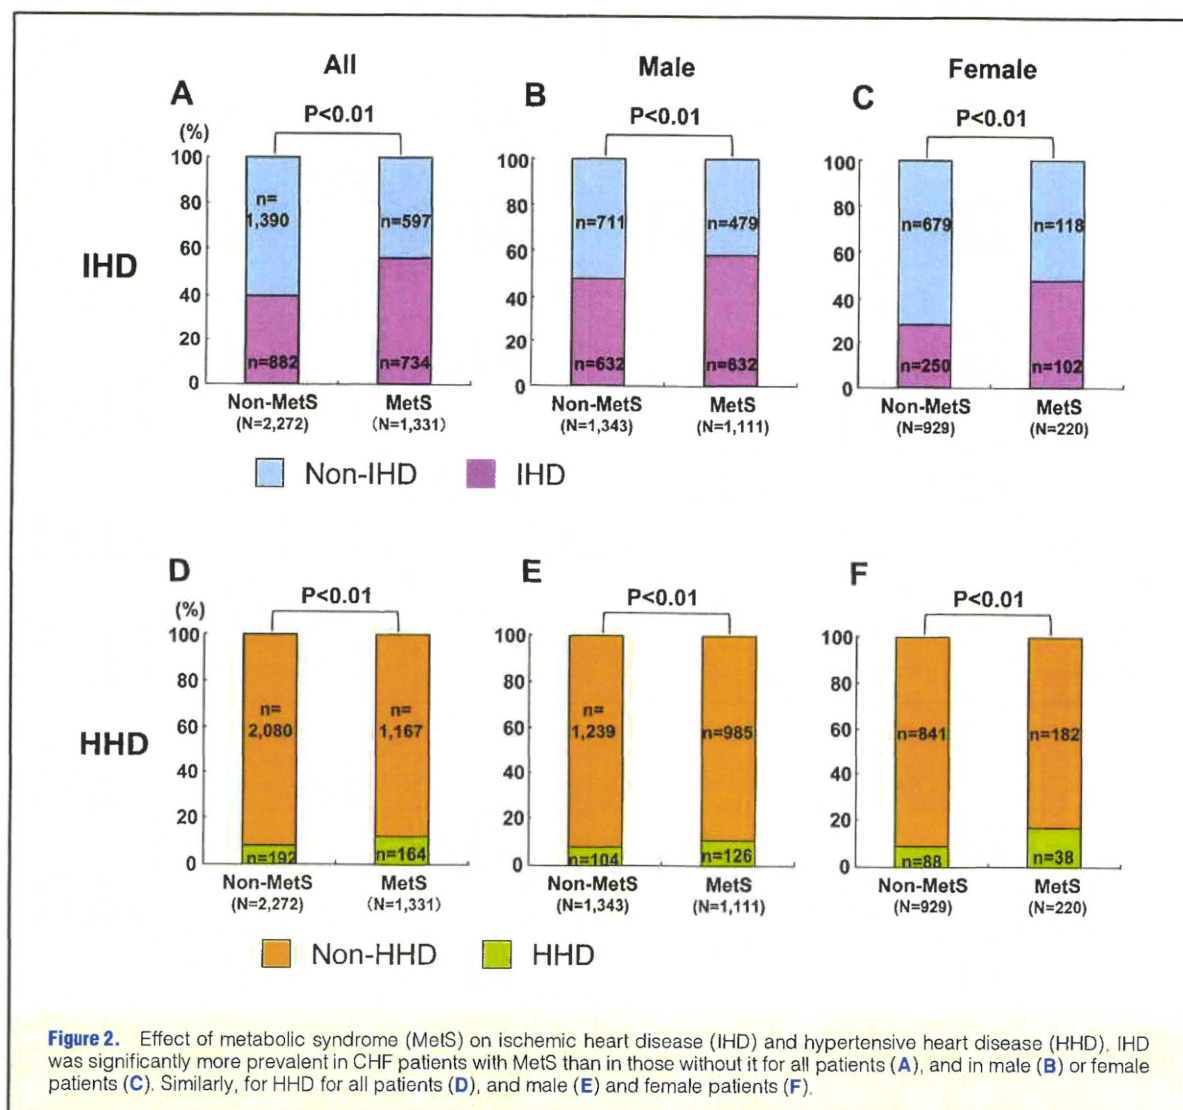 All
Male
Female
A
B
C
P<0.01
P<0.01
P<0.01
(%)
100
80
60
40
20
0
100
80
60
40
20
0
100
80
60
40
20
0
IHD
n=
1,390
n=597
n=711
n=479
n=679
n=118
n=882
n=734
n=632
n=632
n=250
n=102
Non-MetS
(N=2,272)
MetS
(N=1,331)
Non-MetS
(N=1,343)
MetS
(N=1,111)
Non-MetS
(N=929)
MetS
(N=220)
Non-IHD
IHD
D
E
F
P<0.01
P<0.01
P<0.01
(%)
100
80
60
40
20
0
100
80
60
40
20
0
100
80
60
40
20
0
HHD
n=
2,080
n=
1,167
n=
1,239
n=985
n=841
n=182
n=192
n=164
n=104
n=126
n=88
n=38
Non-MetS
(N=2,272)
MetS
(N=1,331)
Non-MetS
(N=1,343)
MetS
(N=1,111)
Non-MetS
(N=929)
MetS
(N=220)
Non-HHD
HHD
Figure 2. Effect of metabolic syndrome (MetS) on ischemic heart disease (IHD) and hypertensive heart disease (HHD). IHD
was significantly more prevalent in CHF patients with MetS than in those without it for all patients (A), and in male (B) or female
patients (C). Similarly, for HHD for all patients (D), and male (E) and female patients (F).